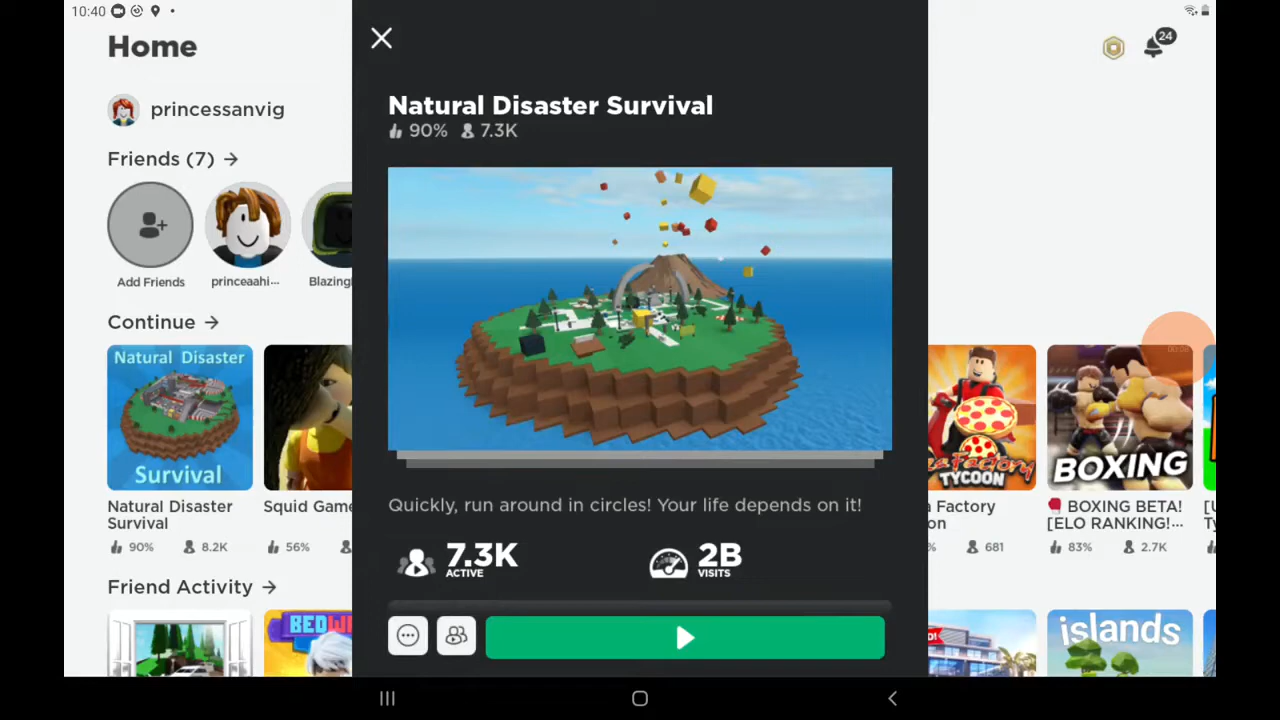 10:40
Home
24
princessanvig
Friends (7) →
Add Friends
princeaahi...
Continue →
Natural Disaster
Survival
Natural Disaster
Survival
90%
8.2K
Squid Game
56%
Friend Activity →
Natural Disaster Survival
90%
7.3K
Quickly, run around in circles! Your life depends on it!
7.3K
ACTIVE
2B
VISITS
00:02
Factory
TYCOON
Factory
681
BOXING
BOXING BETA!
[ELO RANKING!...
83%
2.7K
islands